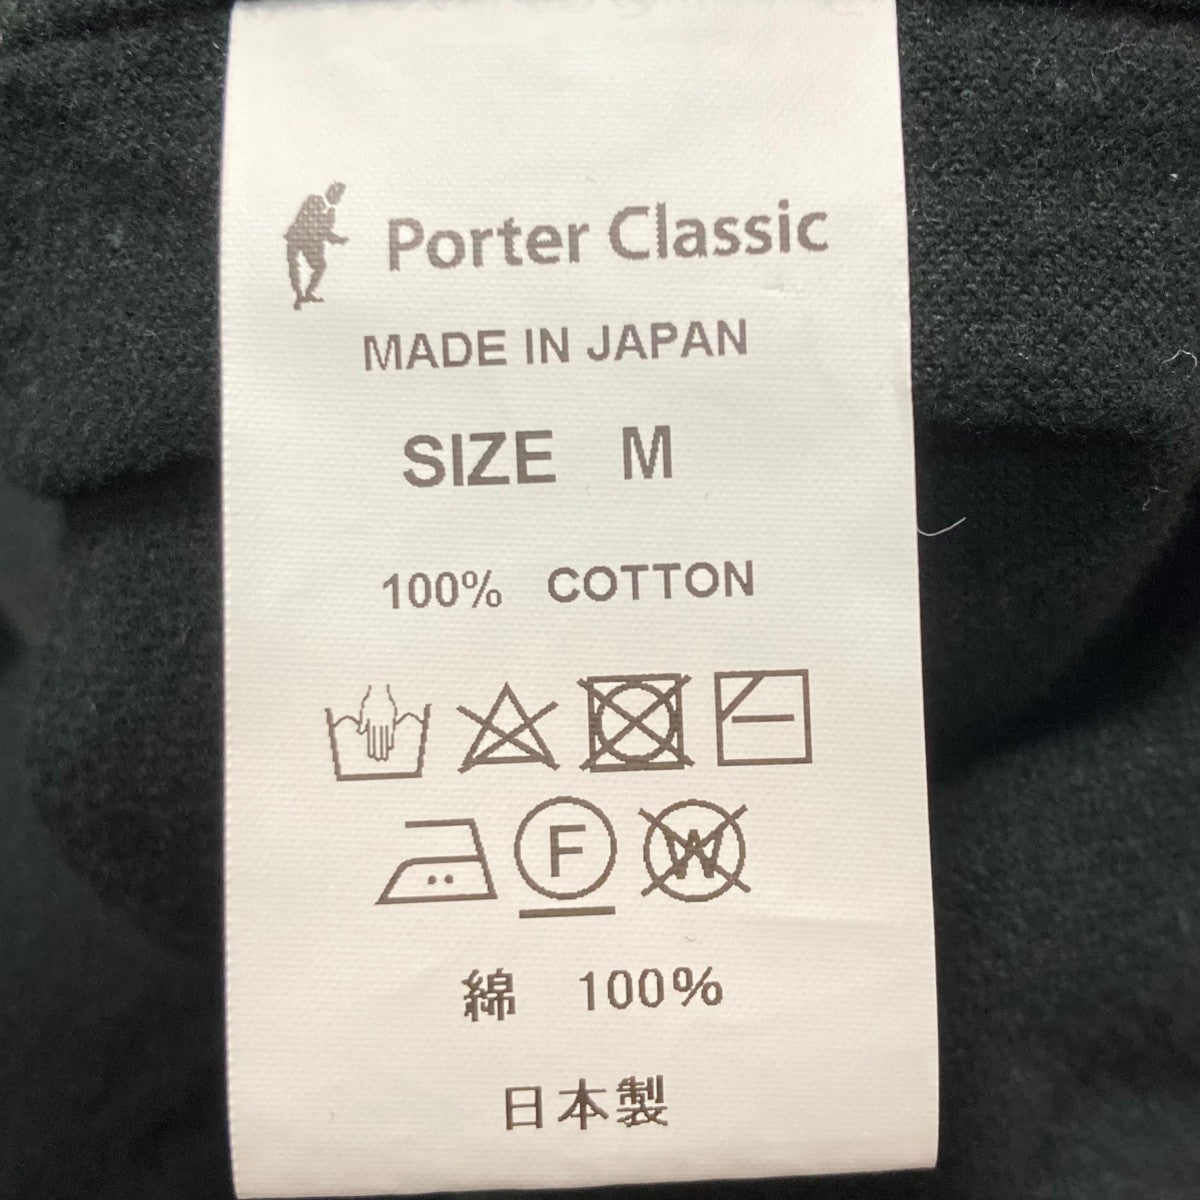 Porter Classic
MADE IN JAPAN
SIZE M
100% COTTON
F W
綿 100%
日本製